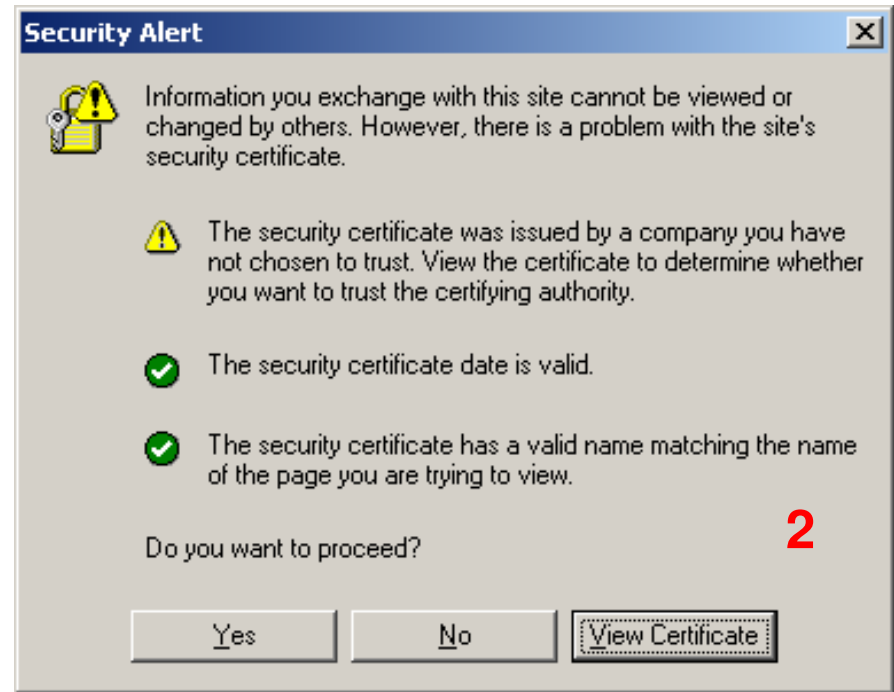 Security Alert
Information you exchange with this site cannot be viewed or
changed by others. However, there is a problem with the site's
security certificate.
The security certificate was issued by a company you have
not chosen to trust. View the certificate to determine whether
you want to trust the certifying authority.
The security certificate date is valid.
The security certificate has a valid name matching the name
of the page you are trying to view.
2
Do you want to proceed?
Yes No View Certificate